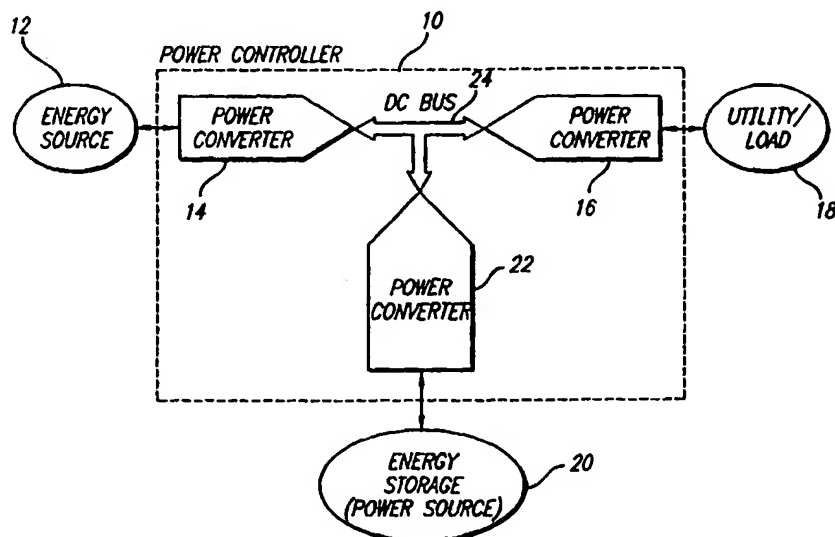 12
10
POWER CONTROLLER
24
ENERGY
SOURCE
POWER
CONVERTER
DC BUS
POWER
CONVERTER
UTILITY/
LOAD
14
16
18
POWER
CONVERTER
22
ENERGY
STORAGE
(POWER SOURCE)
20